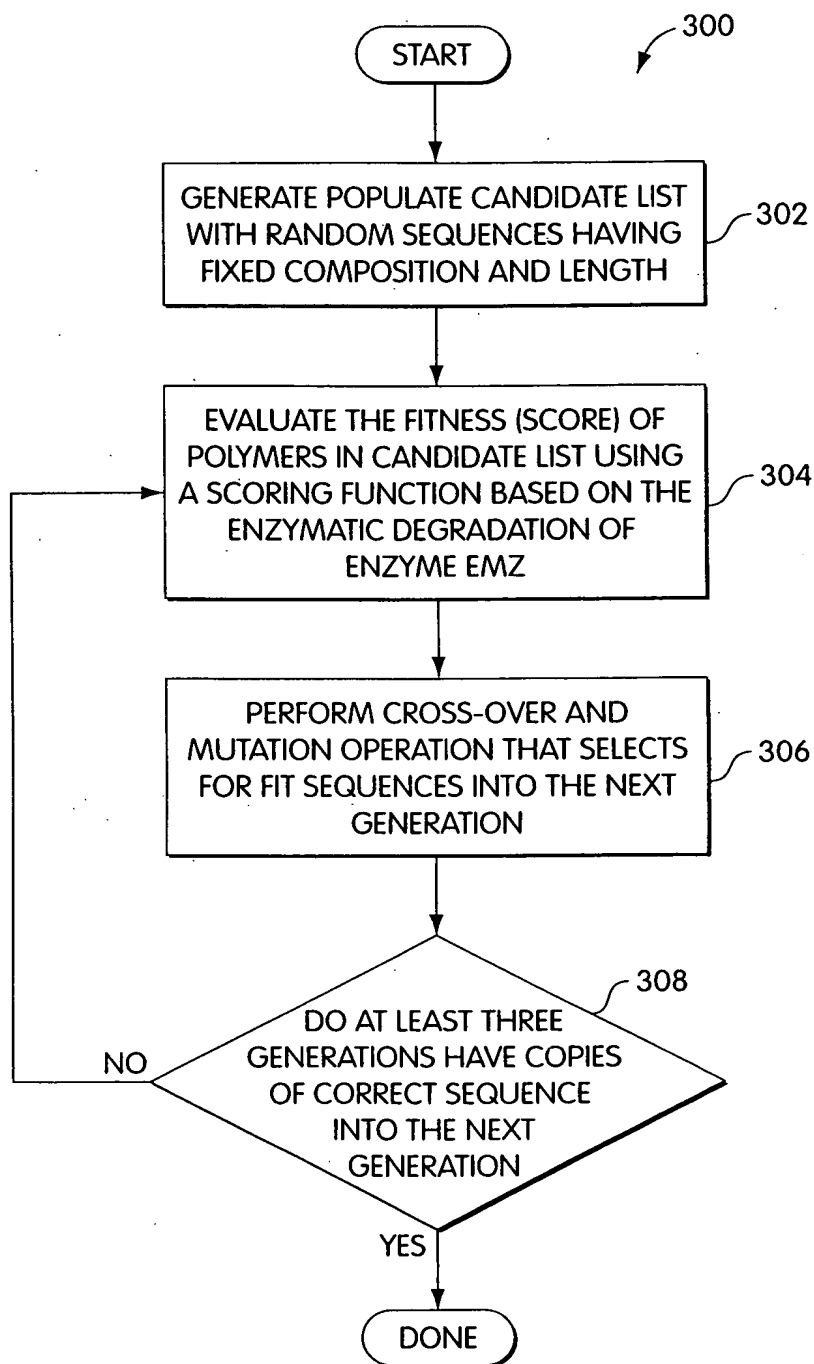 START
300
GENERATE POPULATE CANDIDATE LIST
WITH RANDOM SEQUENCES HAVING
FIXED COMPOSITION AND LENGTH
302
EVALUATE THE FITNESS (SCORE) OF
POLYMERS IN CANDIDATE LIST USING
A SCORING FUNCTION BASED ON THE
ENZYMATIC DEGRADATION OF
ENZYME EMZ
304
PERFORM CROSS-OVER AND
MUTATION OPERATION THAT SELECTS
FOR FIT SEQUENCES INTO THE NEXT
GENERATION
306
308
DO AT LEAST THREE
GENERATIONS HAVE COPIES
OF CORRECT SEQUENCE
INTO THE NEXT
GENERATION
NO
YES
DONE